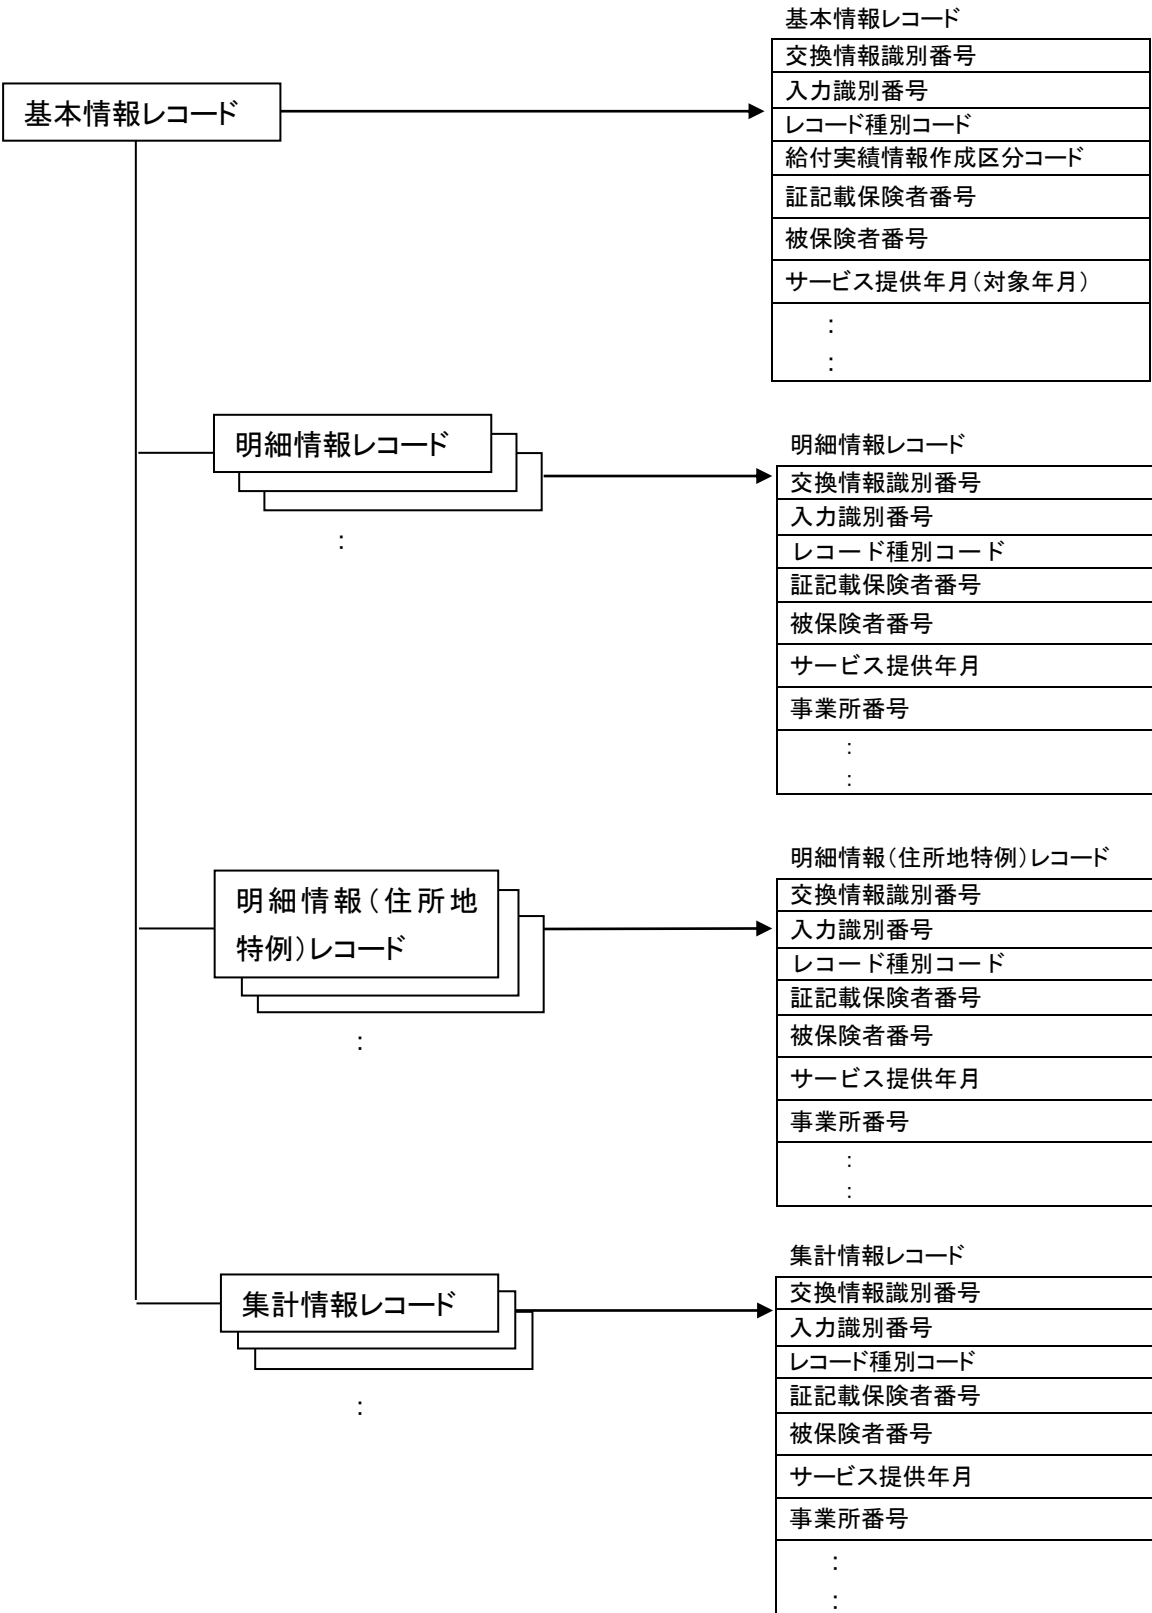 基本情報レコード
基本情報レコード
交換情報識別番号
入力識別番号
レコード種別コード
給付実績情報作成区分コード
証記載保険者番号
被保険者番号
サービス提供年月(対象年月)
:
:
明細情報レコード
:
明細情報レコード
交換情報識別番号
入力識別番号
レコード種別コード
証記載保険者番号
被保険者番号
サービス提供年月
事業所番号
:
:
明細情報(住所地
特例)レコード
:
明細情報(住所地特例)レコード
交換情報識別番号
入力識別番号
レコード種別コード
証記載保険者番号
被保険者番号
サービス提供年月
事業所番号
:
:
集計情報レコード
:
集計情報レコード
交換情報識別番号
入力識別番号
レコード種別コード
証記載保険者番号
被保険者番号
サービス提供年月
事業所番号
:
: